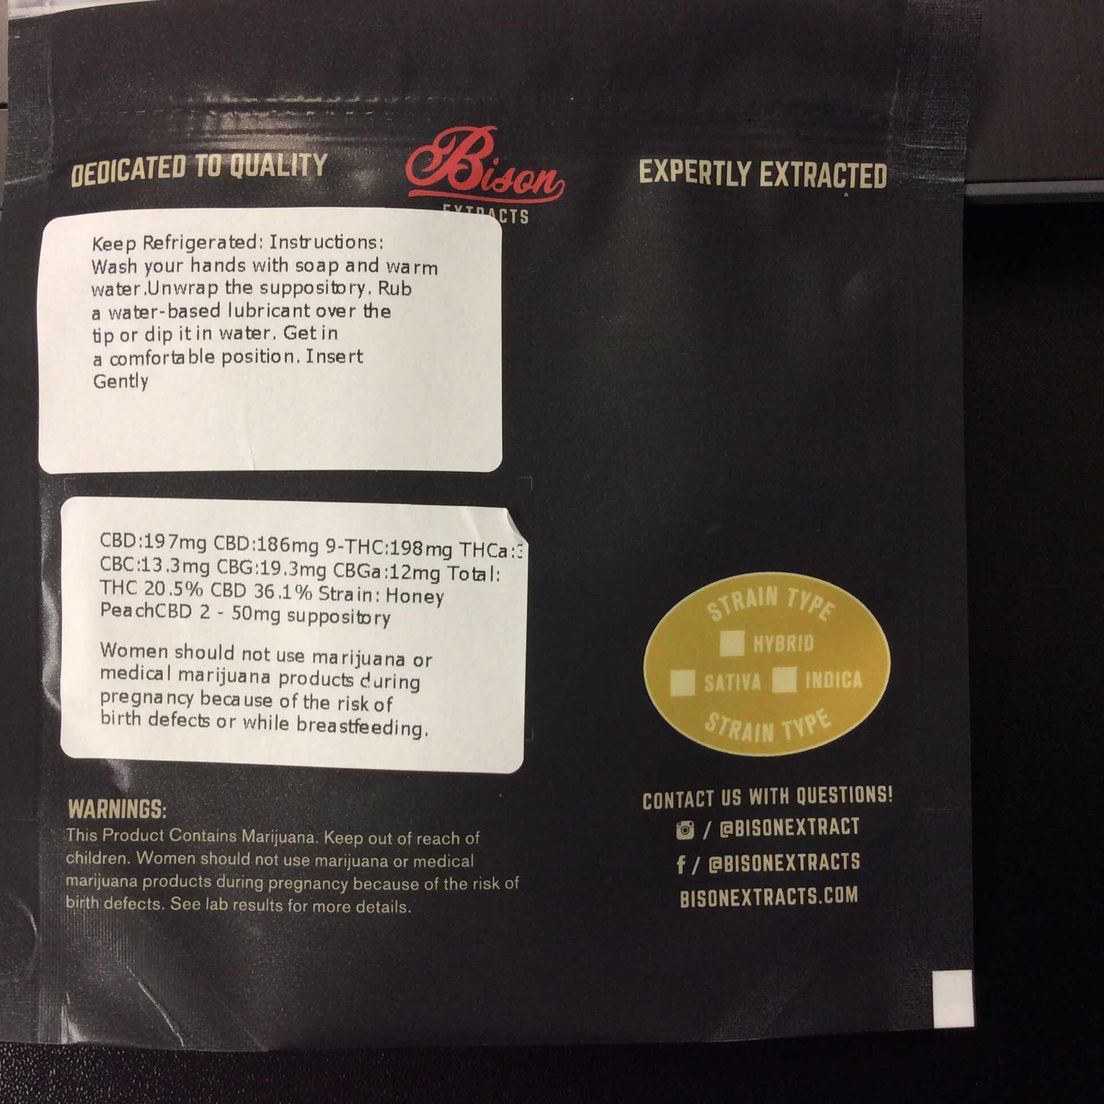 DEDICATED TO QUALITY
Bison
EXTRACTS
EXPERTLY EXTRACTED
Keep Refrigerated: Instructions:
Wash your hands with soap and warm
water.Unwrap the suppository. Rub
a water-based lubricant over the
tip or dip it in water. Get in
a comfortable position. Insert
Gently
CBD:197mg CBD:186mg 9-THC:198mg THCa:
CBC:13.3mg CBG:19.3mg CBGa:12mg Total:
THC 20.5% CBD 36.1% Strain: Honey
PeachCBD 2 - 50mg suppository
Women should not use marijuana or
medical marijuana products during
pregnancy because of the risk of
birth defects or while breastfeeding.
WARNINGS:
This Product Contains Marijuana. Keep out of reach of
children. Women should not use marijuana or medical
marijuana products during pregnancy because of the risk of
birth defects. See lab results for more details.
STRAIN TYPE
HYBRID
SATIVA INDICA
STRAIN TYPE
CONTACT US WITH QUESTIONS!
/ @BISONEXTRACT
f / @BISONEXTRACTS
BISONEXTRACTS.COM